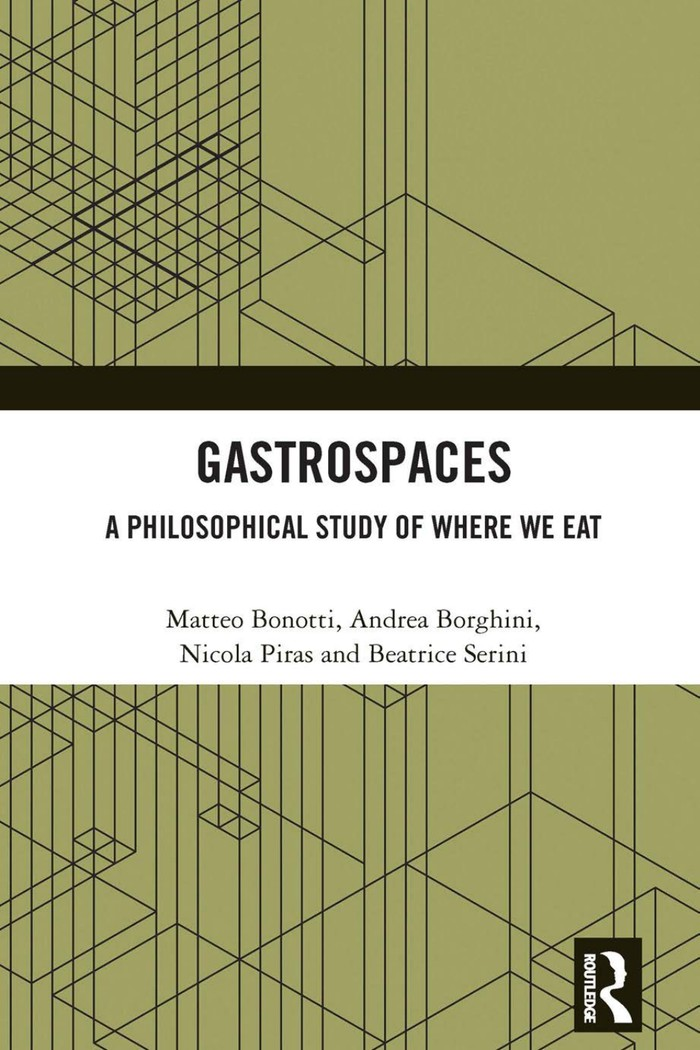 GASTROSPACES
A PHILOSOPHICAL STUDY OF WHERE WE EAT
Matteo Bonotti, Andrea Borghini,
Nicola Piras and Beatrice Serini
ROUTLEDGE